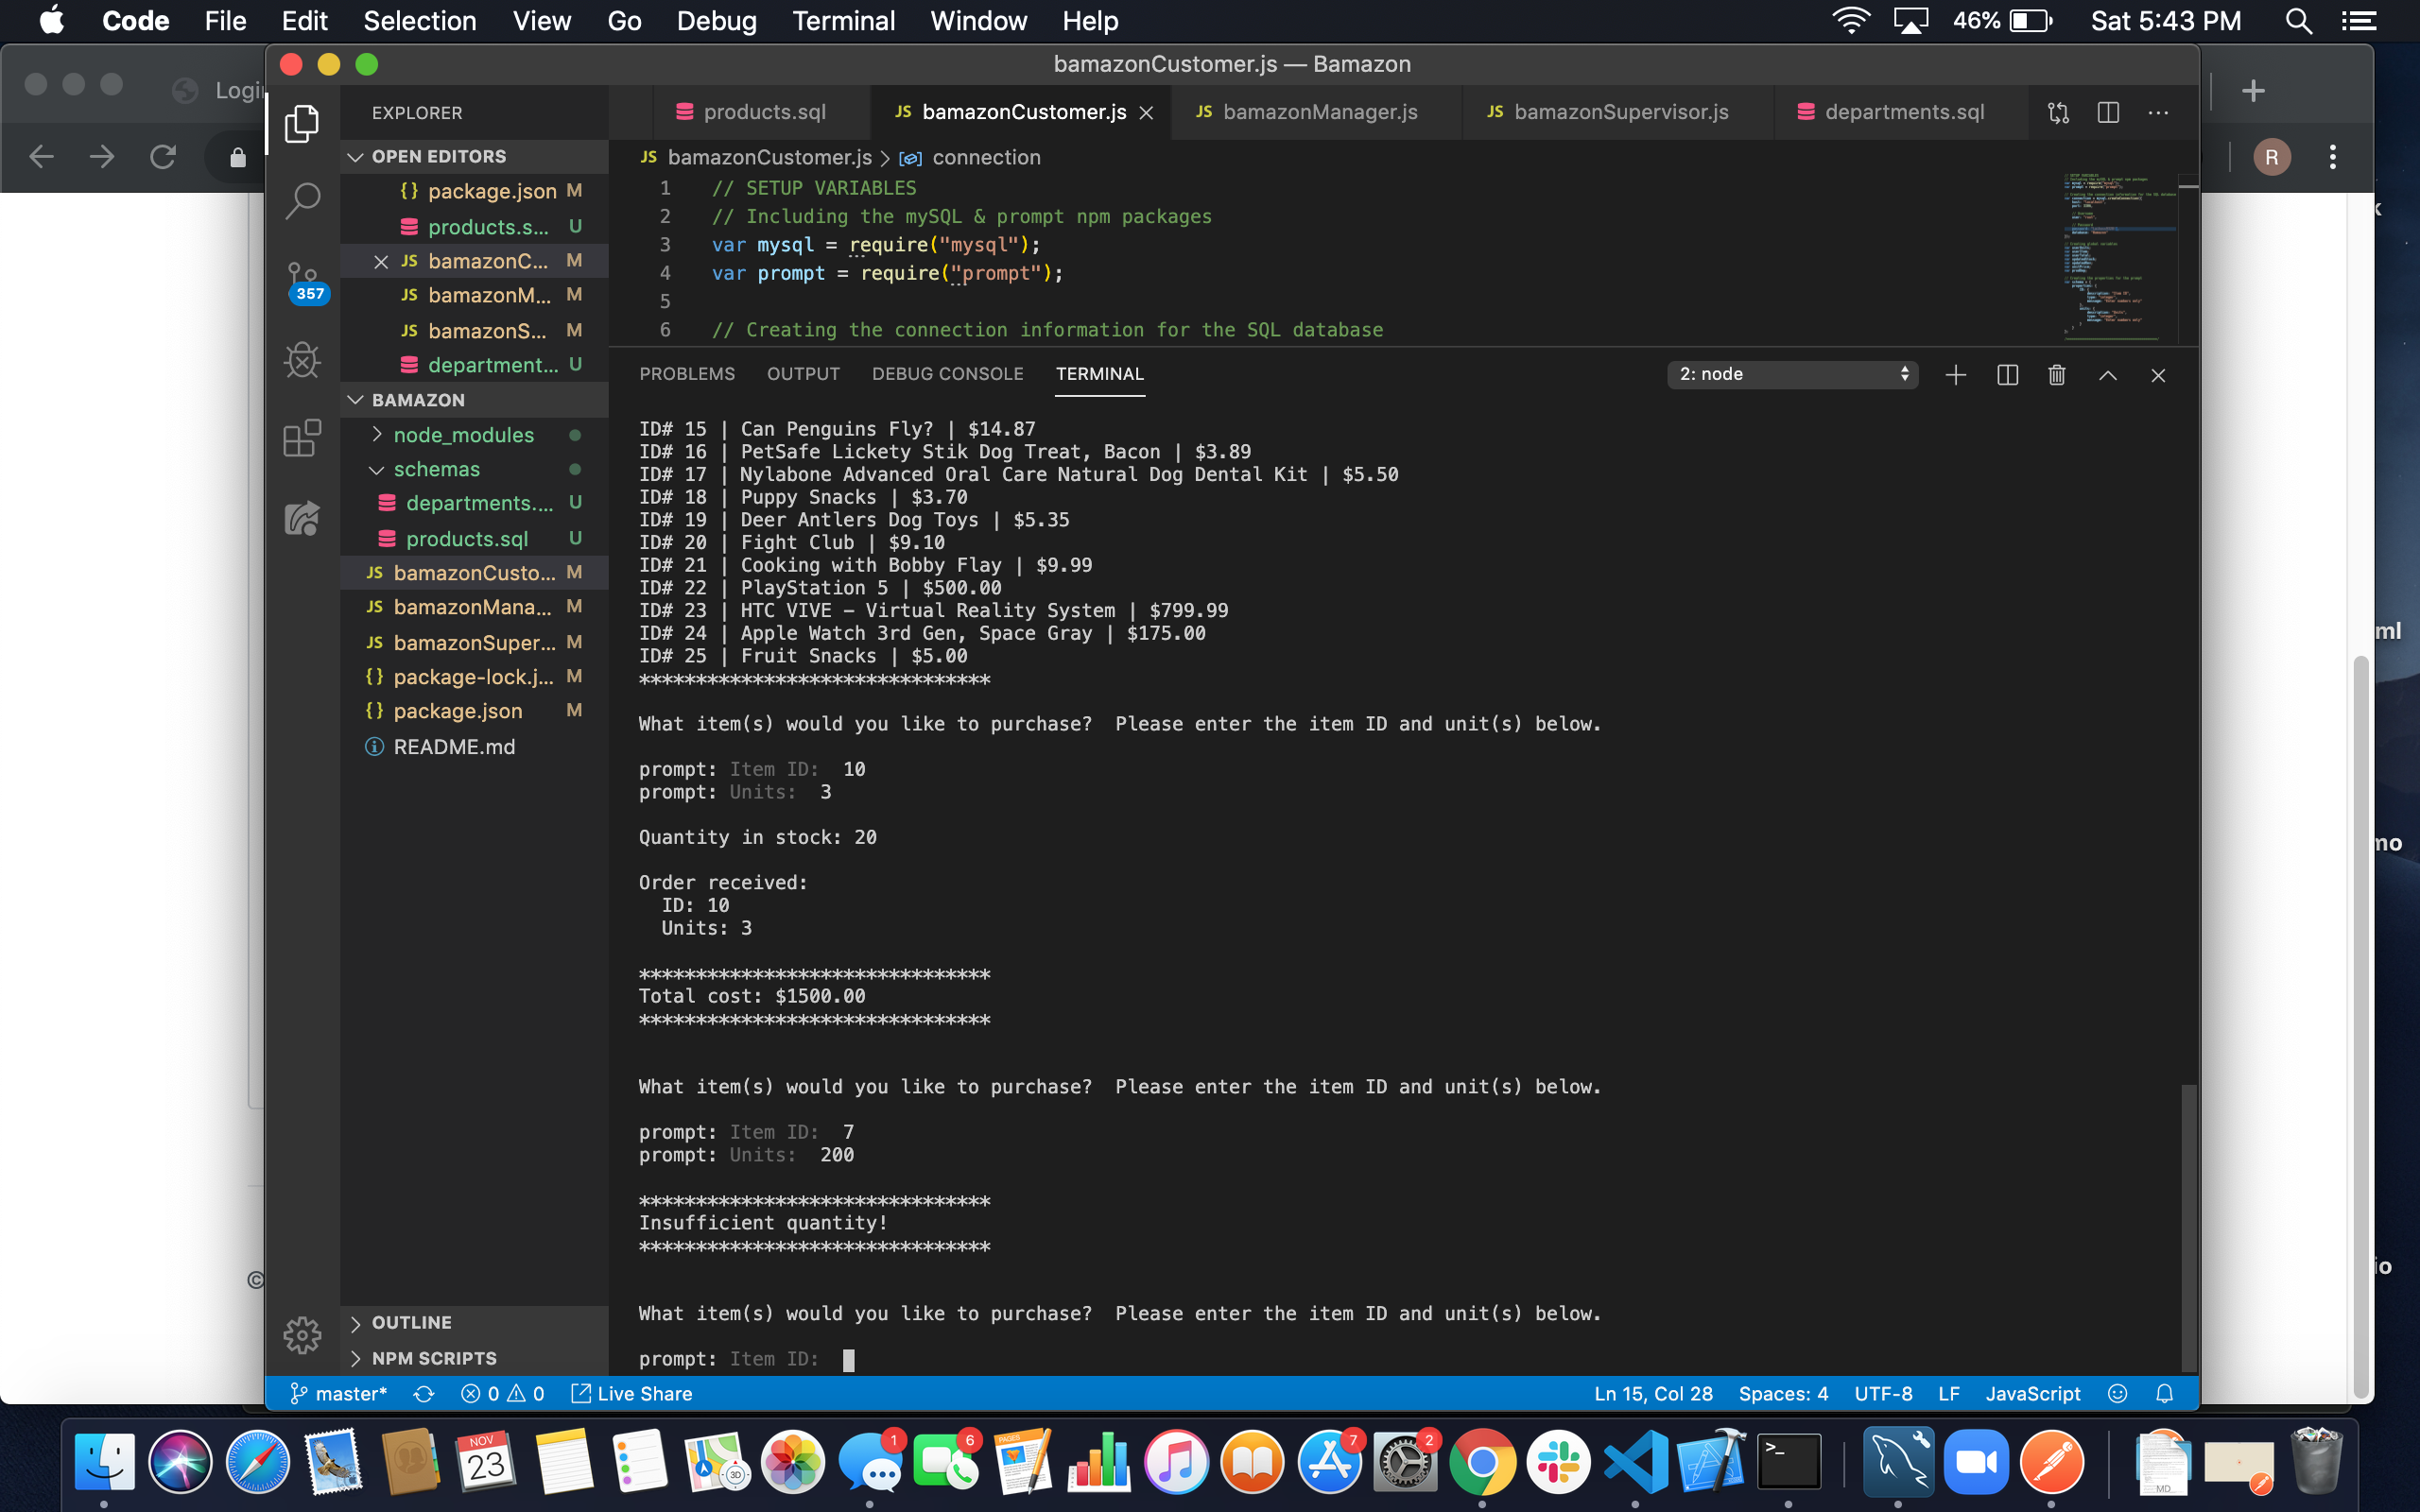 Code File Edit Selection View Go Debug Terminal Window Help 46% Sat 5:43 PM
bamazonCustomer.js — Bamazon
Login
R
EXPLORER
products.sql
JS bamazonCustomer.js
JS bamazonManager.js
JS bamazonSupervisor.js
departments.sql
OPEN EDITORS
{} package.json M
products.s... U
JS bamazonC... M
JS bamazonM... M
JS bamazonS... M
department... U
357
BAMAZON
node_modules
schemas
departments.... U
products.sql U
JS bamazonCusto... M
JS bamazonMana... M
JS bamazonSuper... M
{} package-lock.j... M
{} package.json M
README.md
OUTLINE
NPM SCRIPTS
JS bamazonCustomer.js > connection
1 // SETUP VARIABLES
2 // Including the mySQL & prompt npm packages
3 var mysql = require("mysql");
4 var prompt = require("prompt");
5
6 // Creating the connection information for the SQL database
PROBLEMS OUTPUT DEBUG CONSOLE TERMINAL 2: node
ID# 15 | Can Penguins Fly? | $14.87
ID# 16 | PetSafe Lickety Stik Dog Treat, Bacon | $3.89
ID# 17 | Nylabone Advanced Oral Care Natural Dog Dental Kit | $5.50
ID# 18 | Puppy Snacks | $3.70
ID# 19 | Deer Antlers Dog Toys | $5.35
ID# 20 | Fight Club | $9.10
ID# 21 | Cooking with Bobby Flay | $9.99
ID# 22 | PlayStation 5 | $500.00
ID# 23 | HTC VIVE – Virtual Reality System | $799.99
ID# 24 | Apple Watch 3rd Gen, Space Gray | $175.00
ID# 25 | Fruit Snacks | $5.00
*******************************
What item(s) would you like to purchase?  Please enter the item ID and unit(s) below.
prompt: Item ID:  10
prompt: Units:  3
Quantity in stock: 20
Order received:
ID: 10
Units: 3
*******************************
Total cost: $1500.00
*******************************
What item(s) would you like to purchase?  Please enter the item ID and unit(s) below.
prompt: Item ID:  7
prompt: Units:  200
*******************************
Insufficient quantity!
*******************************
What item(s) would you like to purchase?  Please enter the item ID and unit(s) below.
prompt: Item ID:
master* 0 0 Live Share Ln 15, Col 28 Spaces: 4 UTF-8 LF JavaScript
©
ml
mo
io
NOV
23
3D
1
6
PAGES
7
2
>_
MD